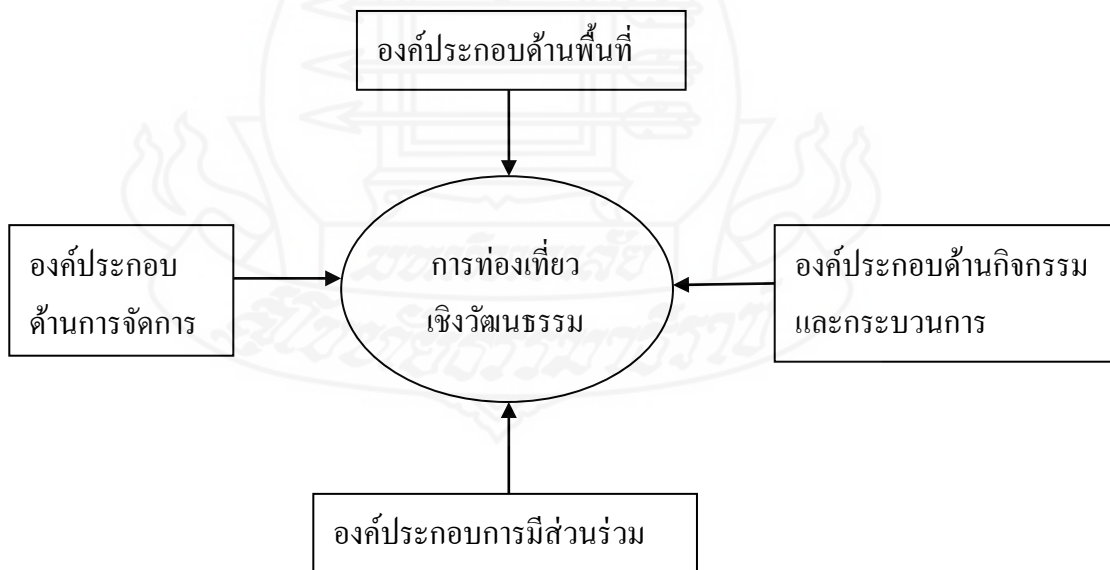 องค์ประกอบด้านพื้นที่
องค์ประกอบ
ด้านการจัดการ
การท่องเที่ยว
เชิงวัฒนธรรม
องค์ประกอบด้านกิจกรรม
และกระบวนการ
องค์ประกอบการมีส่วนร่วม